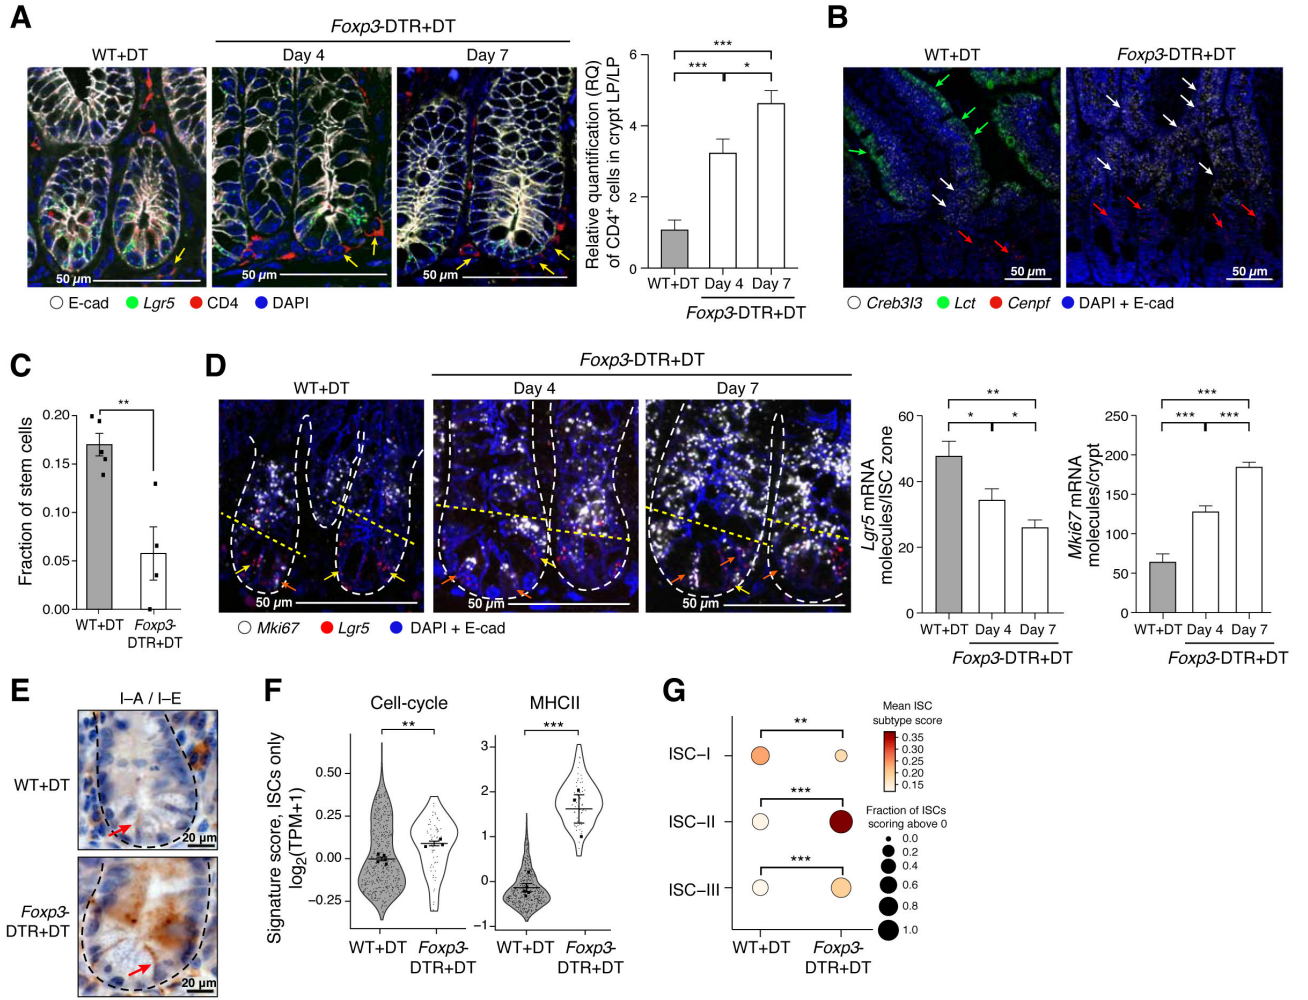 A
Foxp3-DTR+DT
WT+DT
Day 4
Day 7
50 µm
50 µm
50 µm
E-cad
Lgr5
CD4
DAPI
Relative quantification (RQ)
of CD4+ cells in crypt LP/LP
6
4
2
0
***
***
*
WT+DT
Day 4
Day 7
Foxp3-DTR+DT
B
WT+DT
Foxp3-DTR+DT
50 µm
50 µm
Creb3l3
Lct
Cenpf
DAPI + E-cad
C
Fraction of stem cells
0.20
0.15
0.10
0.05
0.00
**
WT+DT
Foxp3-
DTR+DT
D
Foxp3-DTR+DT
WT+DT
Day 4
Day 7
50 µm
50 µm
50 µm
Mki67
Lgr5
DAPI + E-cad
Lgr5 mRNA
molecules/ISC zone
60
40
20
0
**
*
*
WT+DT
Day 4
Day 7
Foxp3-DTR+DT
Mki67 mRNA
molecules/crypt
250
200
150
100
50
0
***
***
***
WT+DT
Day 4
Day 7
Foxp3-DTR+DT
E
I–A / I–E
WT+DT
20 µm
Foxp3-
DTR+DT
20 µm
F
Signature score, ISCs only
log2(TPM+1)
Cell-cycle
**
0.50
0.25
0.00
−0.25
WT+DT
Foxp3-
DTR+DT
MHCII
***
3
2
1
0
−1
WT+DT
Foxp3-
DTR+DT
G
ISC–I
ISC–II
ISC–III
**
***
***
WT+DT
Foxp3-
DTR+DT
Mean ISC
subtype score
0.35
0.30
0.25
0.20
0.15
Fraction of ISCs
scoring above 0
0.0
0.2
0.4
0.6
0.8
1.0